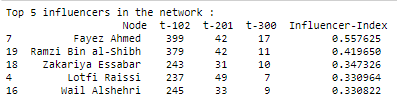 Top 5 influencers in the network :
Node t-102 t-201 t-300 Influencer-Index
7 Fayez Ahmed 399 42 17 0.557625
19 Ramzi Bin al-Shibh 379 42 11 0.419650
18 Zakariya Essabar 243 31 10 0.347326
4 Lotfi Raissi 237 49 7 0.330964
16 Wail Alshehri 245 33 9 0.330822